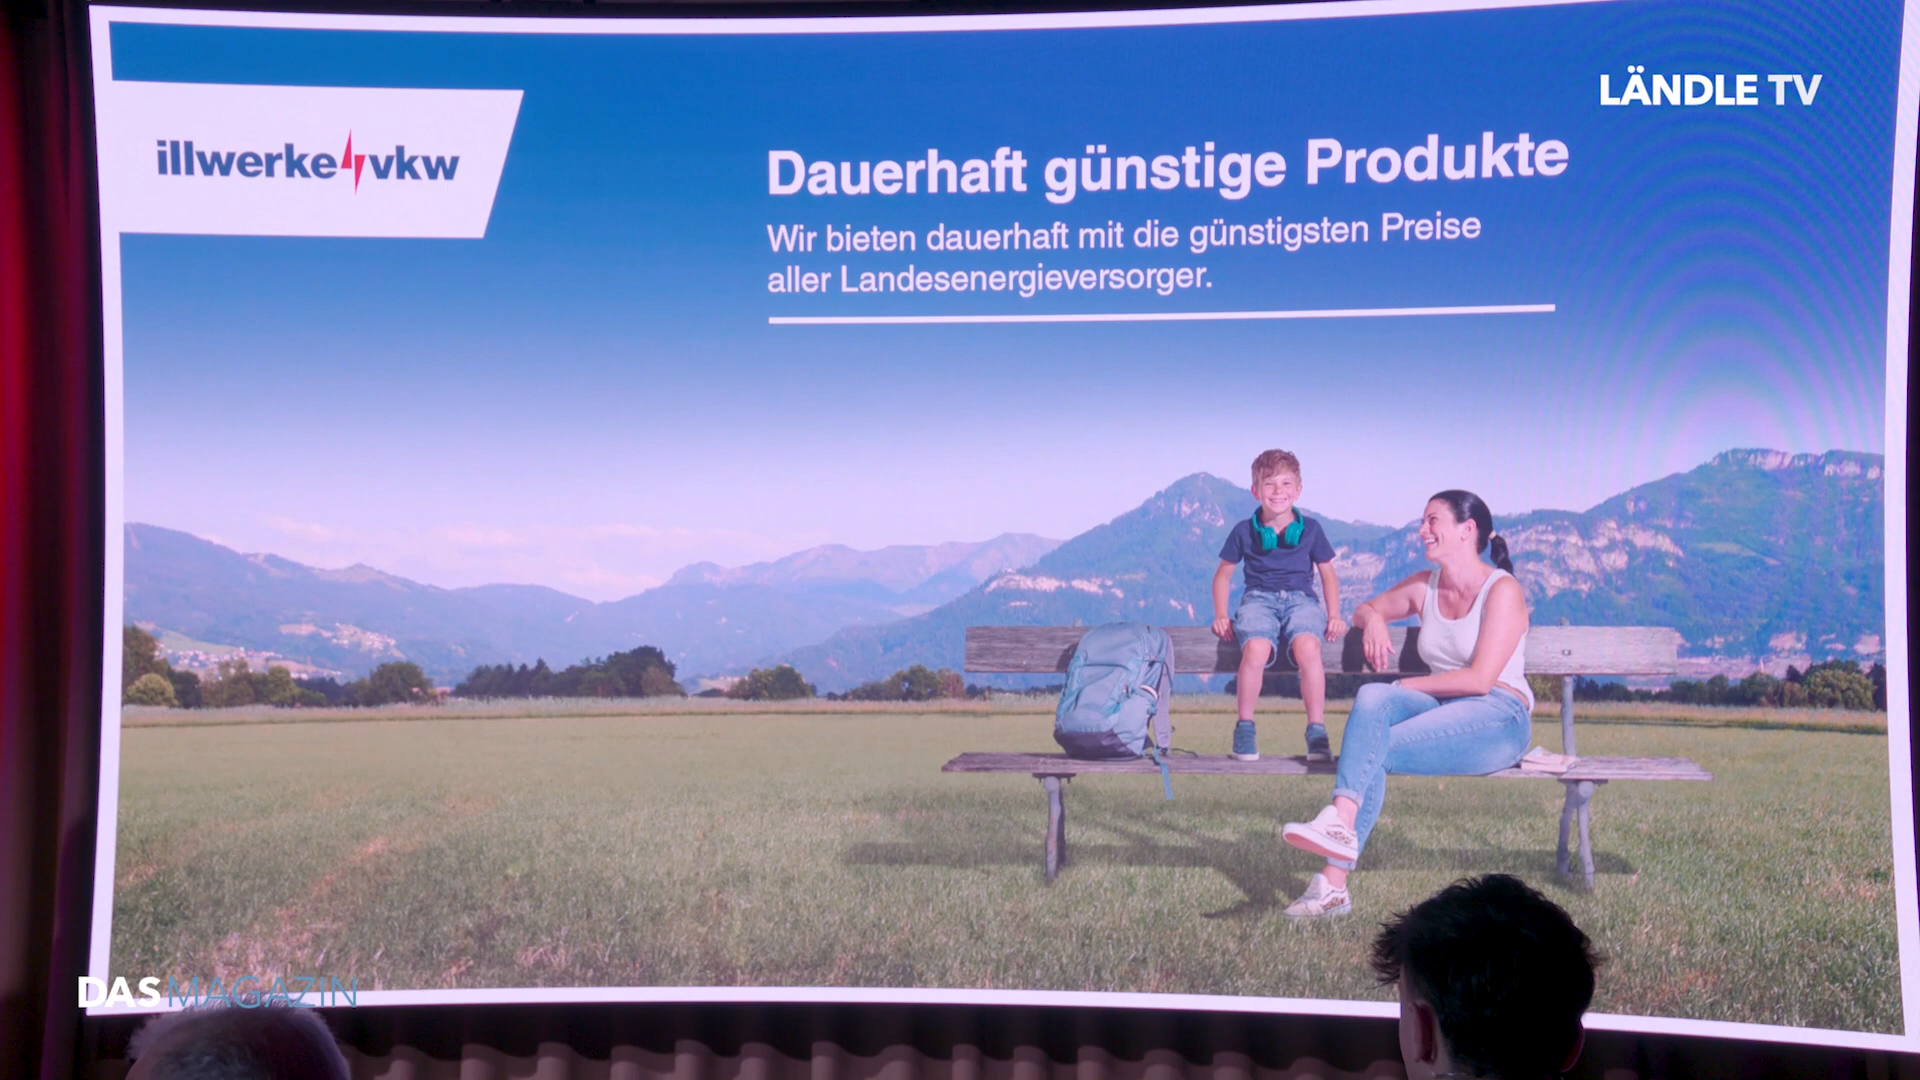 LÄNDLE TV
illwerke vkw
Dauerhaft günstige Produkte
Wir bieten dauerhaft mit die günstigsten Preise
aller Landesenergieversorger.
DAS MAGAZIN